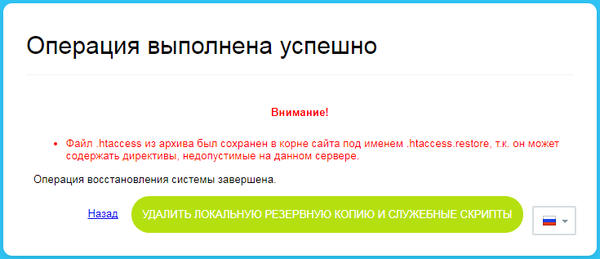 Операция выполнена успешно
Внимание!
Файл .htaccess из архива был сохранен в корне сайта под именем .htaccess.restore, т.к. он может
содержать директивы, недопустимые на данном сервере.
Операция восстановления системы завершена.
Назад
УДАЛИТЬ ЛОКАЛЬНУЮ РЕЗЕРВНУЮ КОПИЮ И СЛУЖЕБНЫЕ СКРИПТЫ